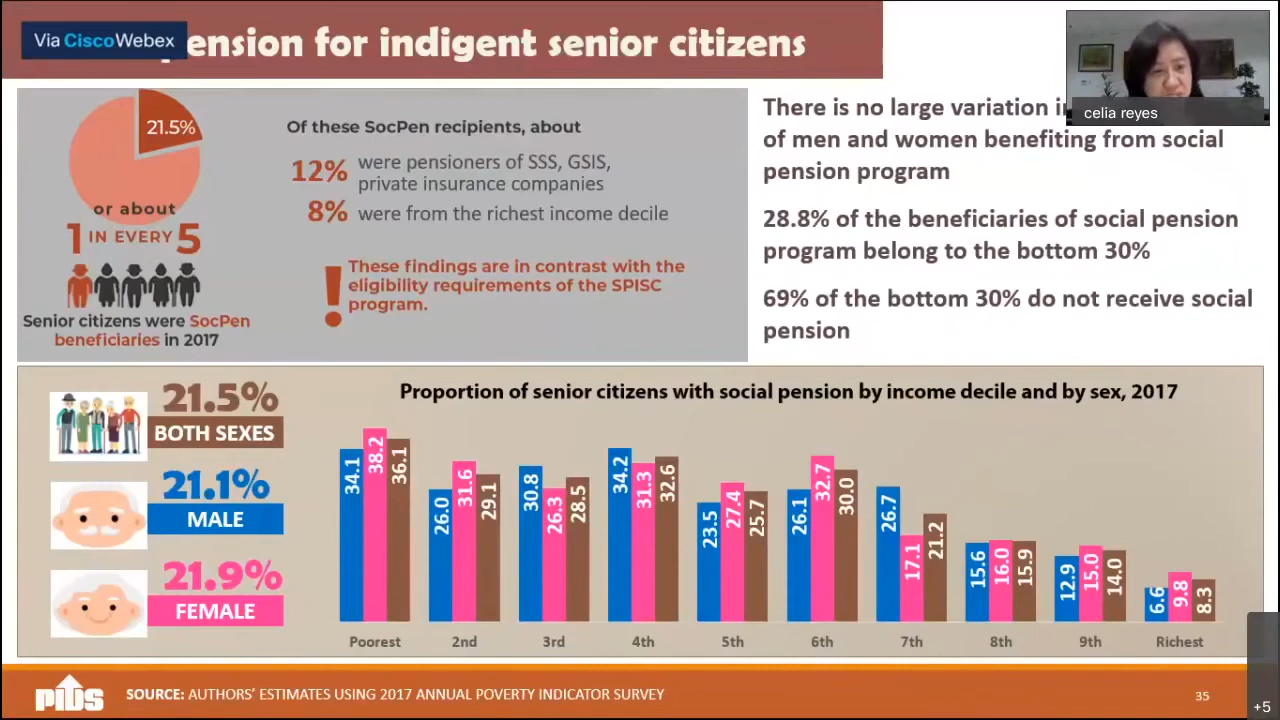 Via CiscoWebex
pension for indigent senior citizens
celia reyes
21.5%
or about
1 IN EVERY 5
Senior citizens were SocPen
beneficiaries in 2017
Of these SocPen recipients, about
12% were pensioners of SSS, GSIS,
private insurance companies
8% were from the richest income decile
! These findings are in contrast with the
eligibility requirements of the SPISC
program.
There is no large variation
of men and women benefiting from social
pension program
28.8% of the beneficiaries of social pension
program belong to the bottom 30%
69% of the bottom 30% do not receive social
pension
21.5%
BOTH SEXES
21.1%
MALE
21.9%
FEMALE
Proportion of senior citizens with social pension by income decile and by sex, 2017
34.1 38.2 36.1
26.0 31.6 29.1
30.8 26.3 28.5
34.2 31.3 32.6
23.5 27.4 25.7
26.1 32.7 30.0
26.7 17.1 21.2
15.6 16.0 15.9
12.9 15.0 14.0
6.6 9.8 8.3
Poorest 2nd 3rd 4th 5th 6th 7th 8th 9th Richest
pids
SOURCE: AUTHORS' ESTIMATES USING 2017 ANNUAL POVERTY INDICATOR SURVEY
35
+5